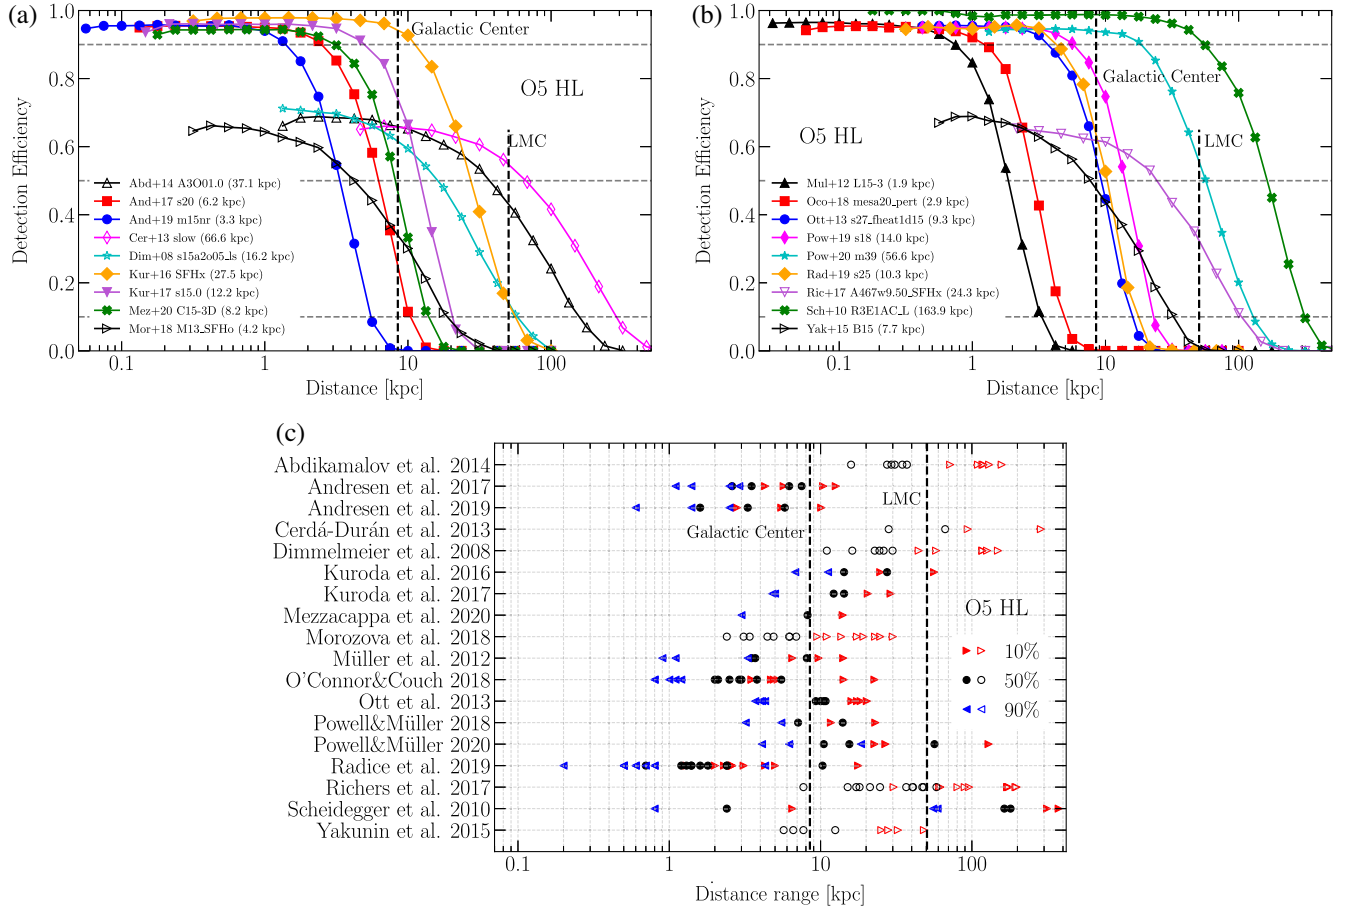 (a)
1.0
0.8
0.6
0.4
0.2
0.0
Detection Efficiency
Galactic Center
O5 HL
LMC
Abd+14 A3O01.0 (37.1 kpc)
And+17 s20 (6.2 kpc)
And+19 m15nr (3.3 kpc)
Cer+13 slow (66.6 kpc)
Dim+08 s15a2o05_ls (16.2 kpc)
Kur+16 SFHx (27.5 kpc)
Kur+17 s15.0 (12.2 kpc)
Mez+20 C15-3D (8.2 kpc)
Mor+18 M13_SFHo (4.2 kpc)
0.1 1 10 100
Distance [kpc]
(b)
1.0
0.8
0.6
0.4
0.2
0.0
Detection Efficiency
Galactic Center
O5 HL
LMC
Mul+12 L15-3 (1.9 kpc)
Oco+18 mesa20_pert (2.9 kpc)
Ott+13 s27_fheat1d15 (9.3 kpc)
Pow+19 s18 (14.0 kpc)
Pow+20 m39 (56.6 kpc)
Rad+19 s25 (10.3 kpc)
Ric+17 A467w9.50_SFHx (24.3 kpc)
Sch+10 R3E1AC_L (163.9 kpc)
Yak+15 B15 (7.7 kpc)
0.1 1 10 100
Distance [kpc]
(c)
Abdikamalov et al. 2014
Andresen et al. 2017
Andresen et al. 2019
Cerdá-Durán et al. 2013
Dimmelmeier et al. 2008
Kuroda et al. 2016
Kuroda et al. 2017
Mezzacappa et al. 2020
Morozova et al. 2018
Müller et al. 2012
O'Connor&Couch 2018
Ott et al. 2013
Powell&Müller 2018
Powell&Müller 2020
Radice et al. 2019
Richers et al. 2017
Scheidegger et al. 2010
Yakunin et al. 2015
LMC
Galactic Center
O5 HL
10%
50%
90%
0.1 1 10 100
Distance range [kpc]